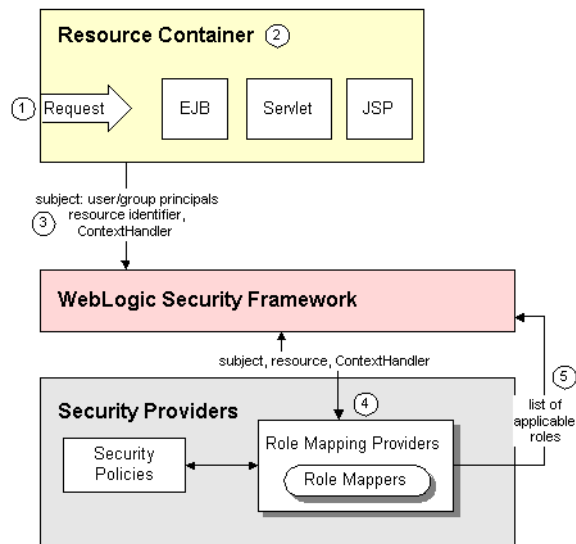 Resource Container 2
1 Request
EJB
Servlet
JSP
subject: user/group principals
3 resource identifier,
ContextHandler
WebLogic Security Framework
subject, resource, ContextHandler
4
5
list of
applicable
roles
Security Providers
Security
Policies
Role Mapping Providers
Role Mappers